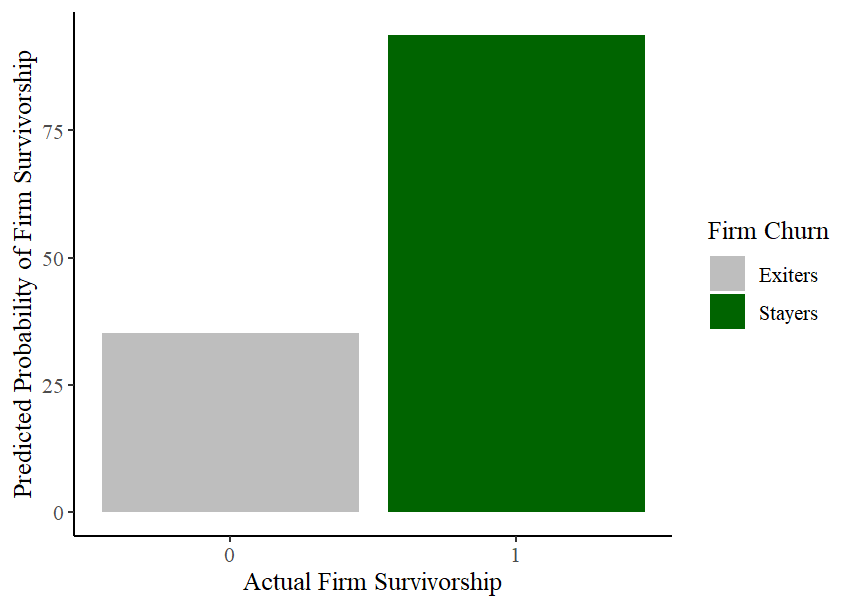 Predicted Probability of Firm Survivorship
75
50
25
0
0 1
Actual Firm Survivorship
Firm Churn
Exiters
Stayers